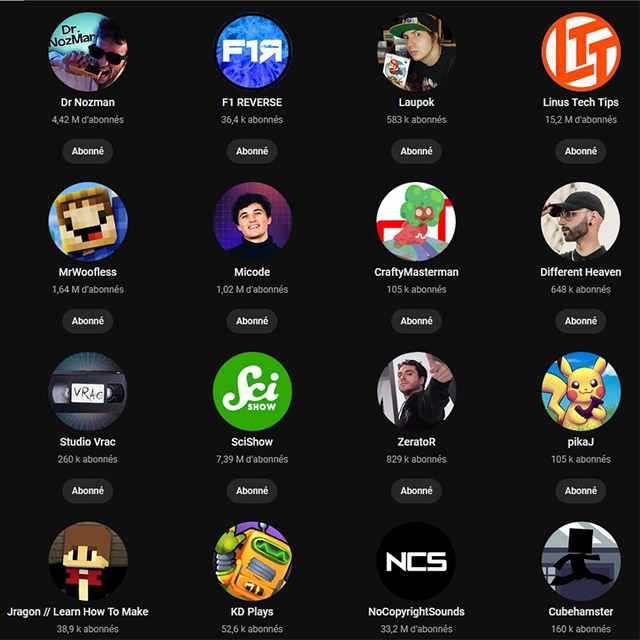 Dr.
NozMan
F1R
LTT
Dr Nozman
F1 REVERSE
Laupok
Linus Tech Tips
4,42 M d'abonnés
36,4 k abonnés
583 k abonnés
15,2 M d'abonnés
Abonné
Abonné
Abonné
Abonné
MrWoofless
Micode
CraftyMasterman
Different Heaven
1,64 M d'abonnés
1,02 M d'abonnés
105 k abonnés
648 k abonnés
Abonné
Abonné
Abonné
Abonné
VRAC
Sci
SHOW
Studio Vrac
SciShow
ZeratoR
pikaJ
260 k abonnés
7,39 M d'abonnés
829 k abonnés
105 k abonnés
Abonné
Abonné
Abonné
Abonné
NCS
Jragon // Learn How To Make
KD Plays
NoCopyrightSounds
Cubehamster
38,9 k abonnés
52,6 k abonnés
33,2 M d'abonnés
160 k abonnés